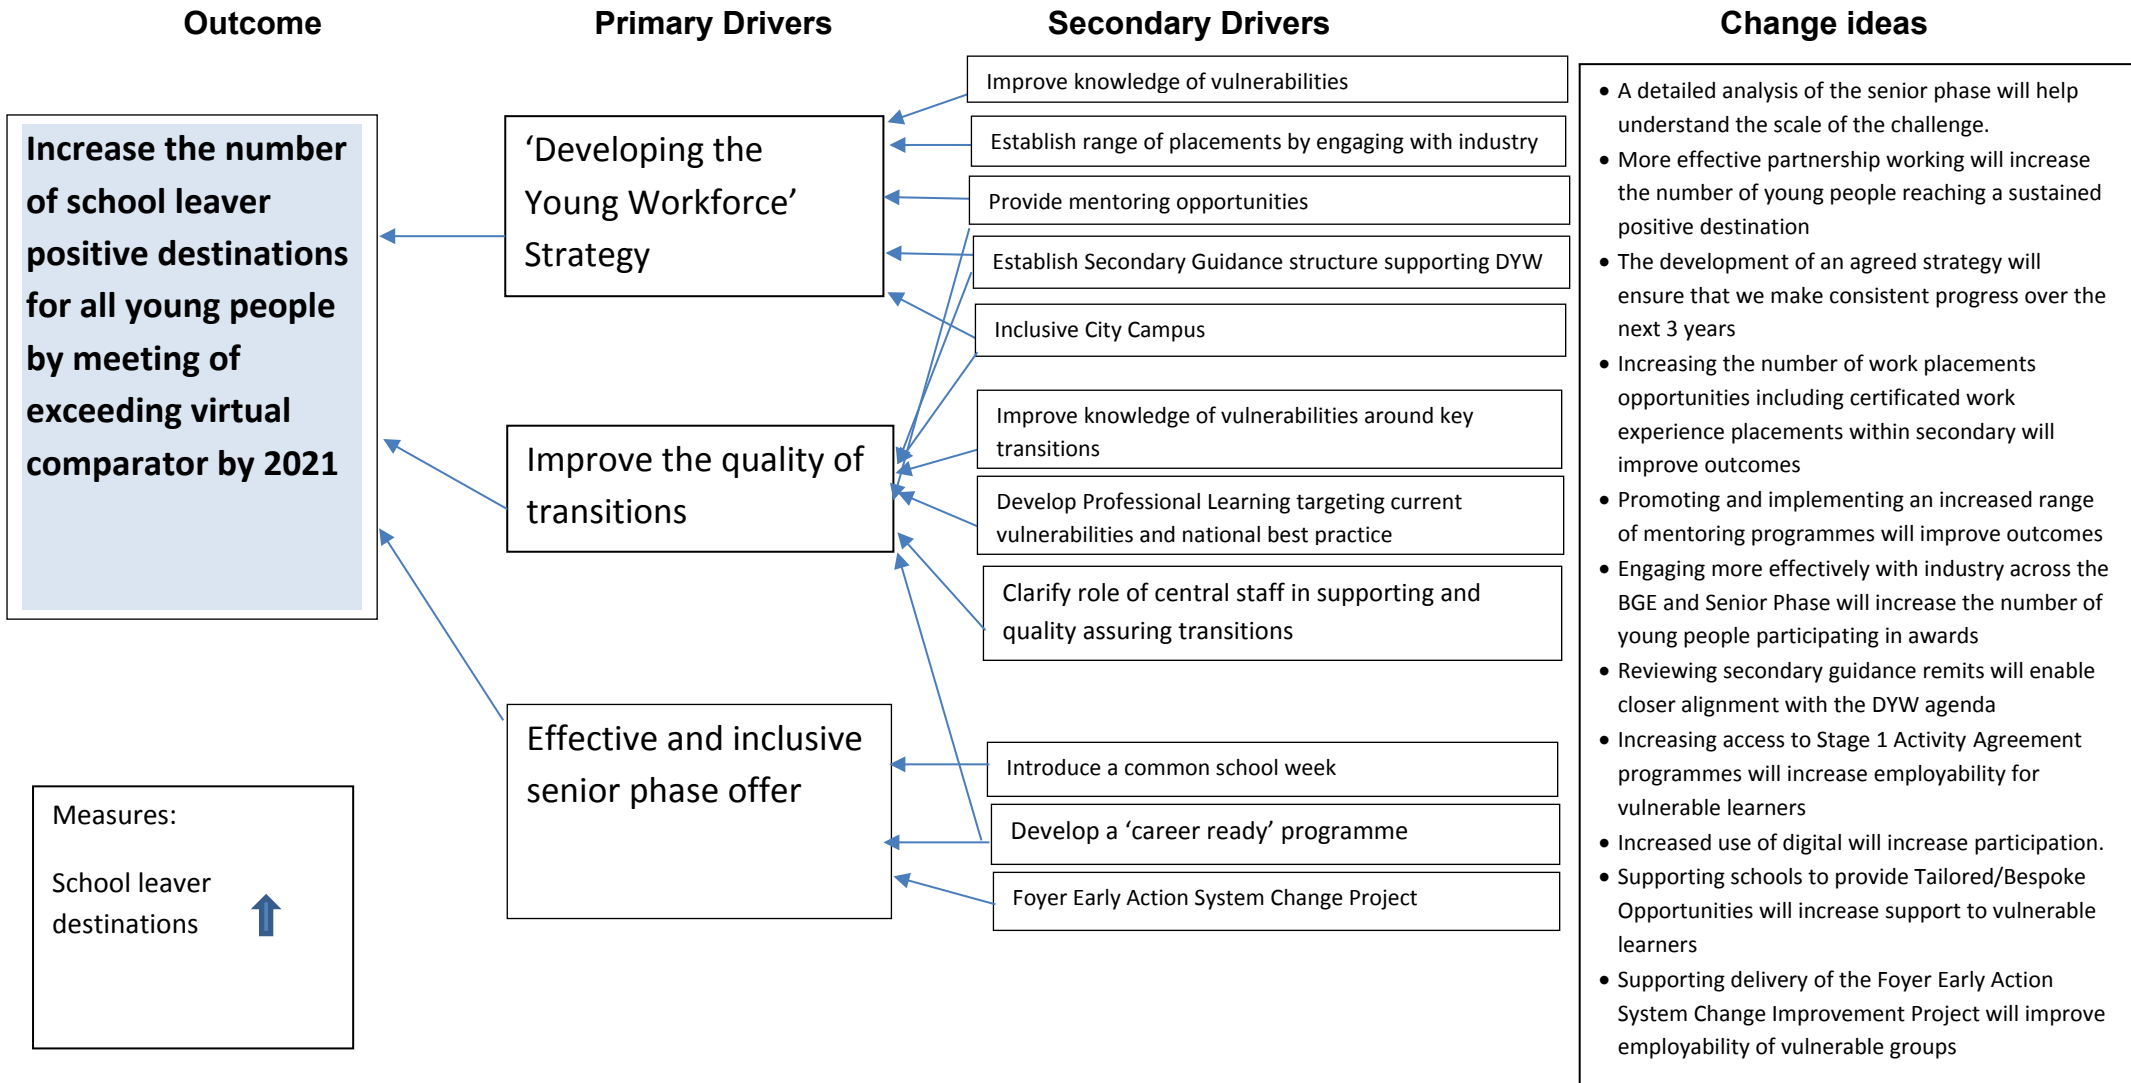 Outcome
Primary Drivers
Secondary Drivers
Change ideas
Increase the number
of school leaver
positive destinations
for all young people
by meeting of
exceeding virtual
comparator by 2021
Measures:
School leaver
destinations
‘Developing the
Young Workforce’
Strategy
Improve the quality of
transitions
Effective and inclusive
senior phase offer
Improve knowledge of vulnerabilities
Establish range of placements by engaging with industry
Provide mentoring opportunities
Establish Secondary Guidance structure supporting DYW
Inclusive City Campus
Improve knowledge of vulnerabilities around key
transitions
Develop Professional Learning targeting current
vulnerabilities and national best practice
Clarify role of central staff in supporting and
quality assuring transitions
Introduce a common school week
Develop a ‘career ready’ programme
Foyer Early Action System Change Project
• A detailed analysis of the senior phase will help
understand the scale of the challenge.
• More effective partnership working will increase
the number of young people reaching a sustained
positive destination
• The development of an agreed strategy will
ensure that we make consistent progress over the
next 3 years
• Increasing the number of work placements
opportunities including certificated work
experience placements within secondary will
improve outcomes
• Promoting and implementing an increased range
of mentoring programmes will improve outcomes
• Engaging more effectively with industry across the
BGE and Senior Phase will increase the number of
young people participating in awards
• Reviewing secondary guidance remits will enable
closer alignment with the DYW agenda
• Increasing access to Stage 1 Activity Agreement
programmes will increase employability for
vulnerable learners
• Increased use of digital will increase participation.
• Supporting schools to provide Tailored/Bespoke
Opportunities will increase support to vulnerable
learners
• Supporting delivery of the Foyer Early Action
System Change Improvement Project will improve
employability of vulnerable groups